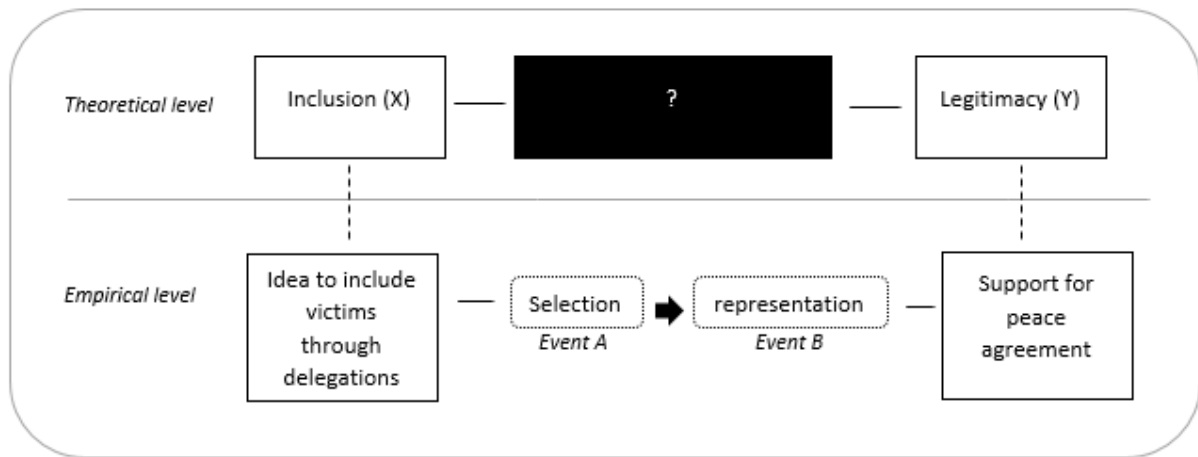 Theoretical level
Inclusion (X)
?
Legitimacy (Y)
Empirical level
Idea to include
victims
through
delegations
Selection
Event A
representation
Event B
Support for
peace
agreement